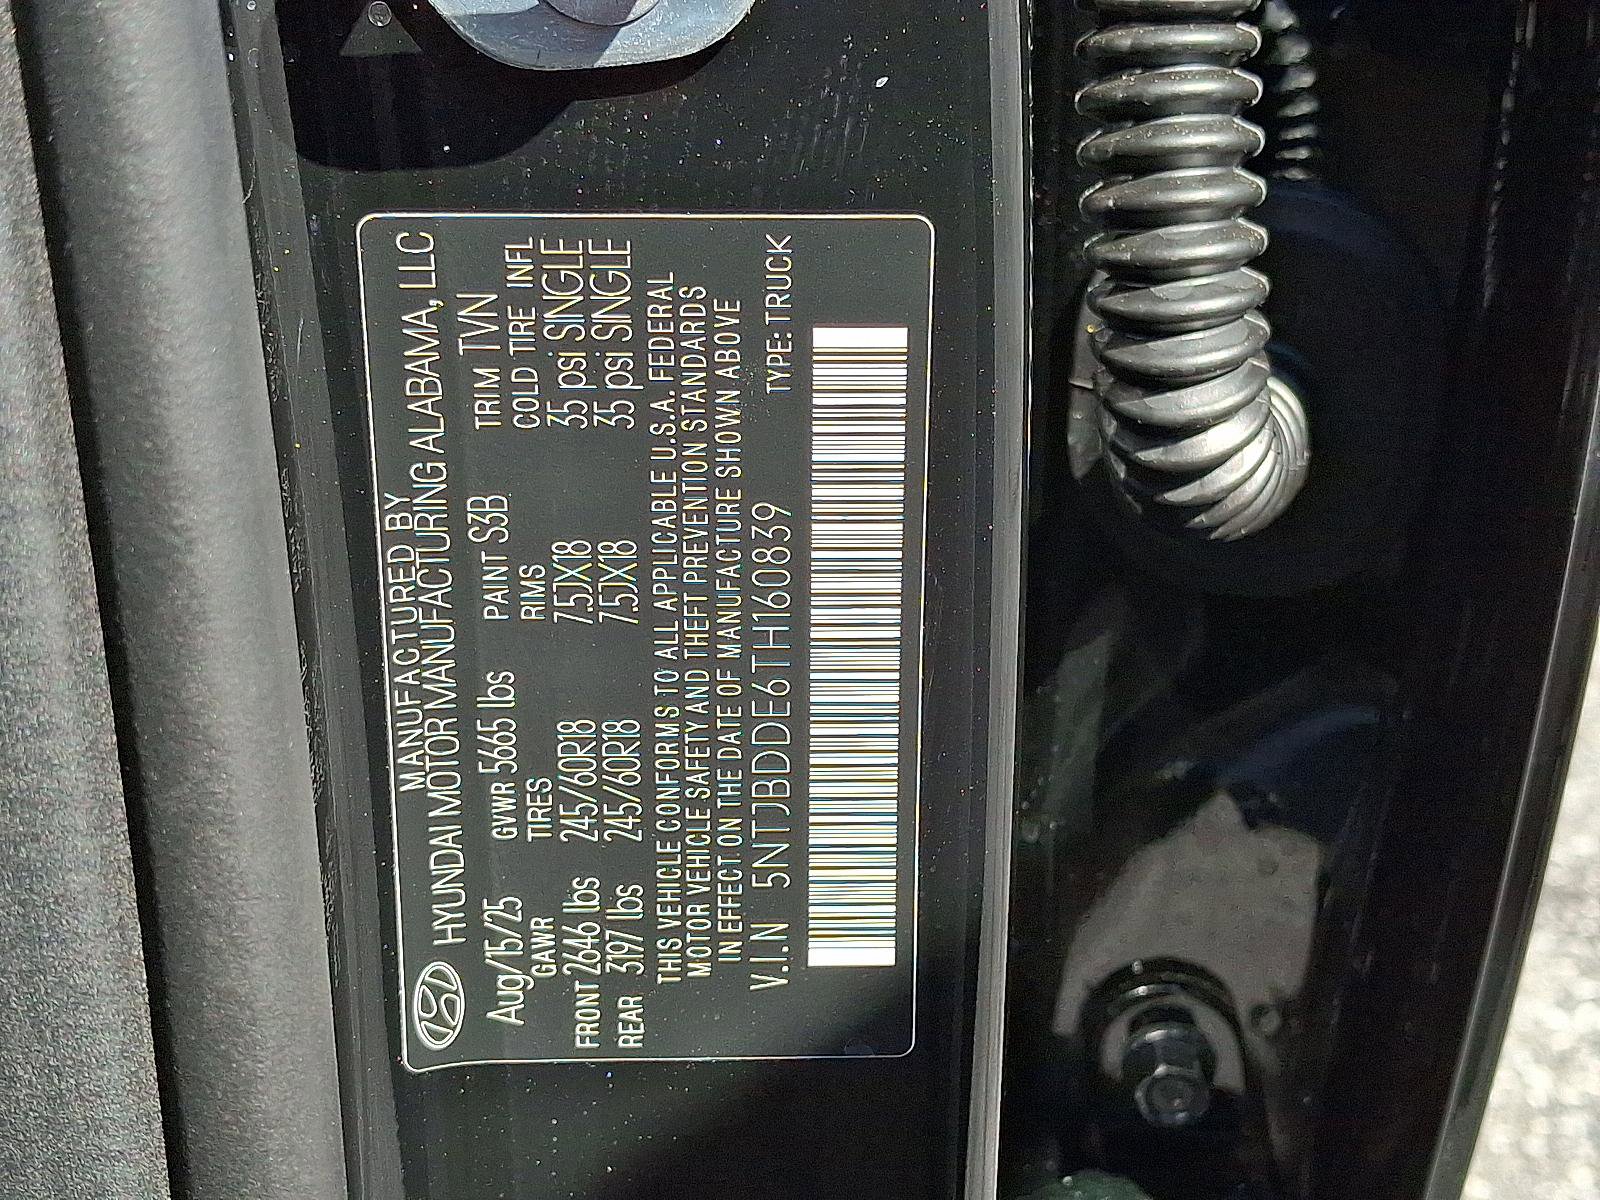 MANUFACTURED BY
HYUNDAI MOTOR MANUFACTURING ALABAMA, LLC
Aug/15/25 GVWR 5665 lbs PAINT S3B TRIM TVN
GAWR TIRES RIMS COLD TIRE INFL
FRONT 2646 lbs 245/60R18 7.5JX18 35 psi SINGLE
REAR 3197 lbs 245/60R18 7.5JX18 35 psi SINGLE
THIS VEHICLE CONFORMS TO ALL APPLICABLE U.S.A. FEDERAL
MOTOR VEHICLE SAFETY AND THEFT PREVENTION STANDARDS
IN EFFECT ON THE DATE OF MANUFACTURE SHOWN ABOVE
V.I.N 5NTJBDDE6TH160839 TYPE: TRUCK